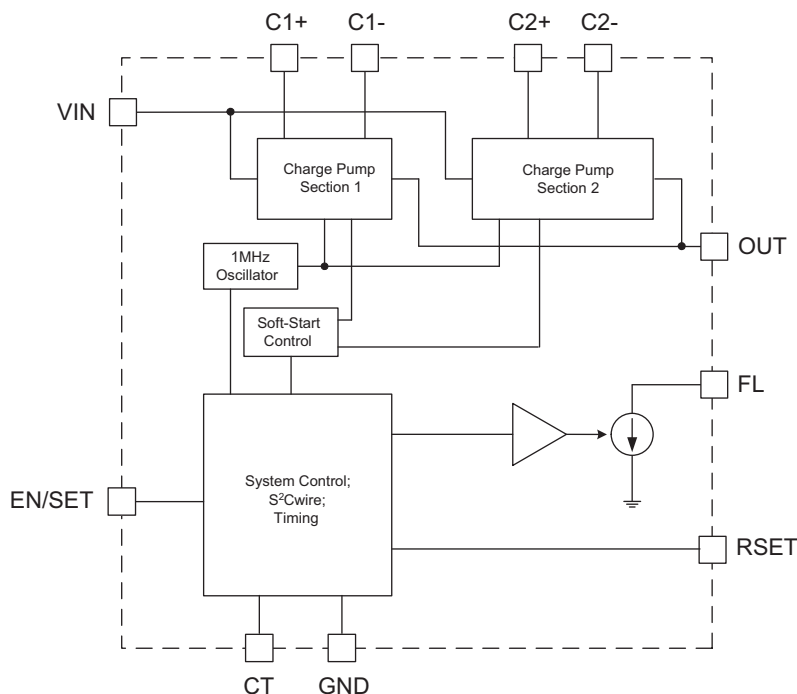 C1+ C1- C2+ C2-
VIN
Charge Pump
Section 1
Charge Pump
Section 2
OUT
1MHz
Oscillator
Soft-Start
Control
FL
System Control;
S²Cwire;
Timing
EN/SET
RSET
CT GND